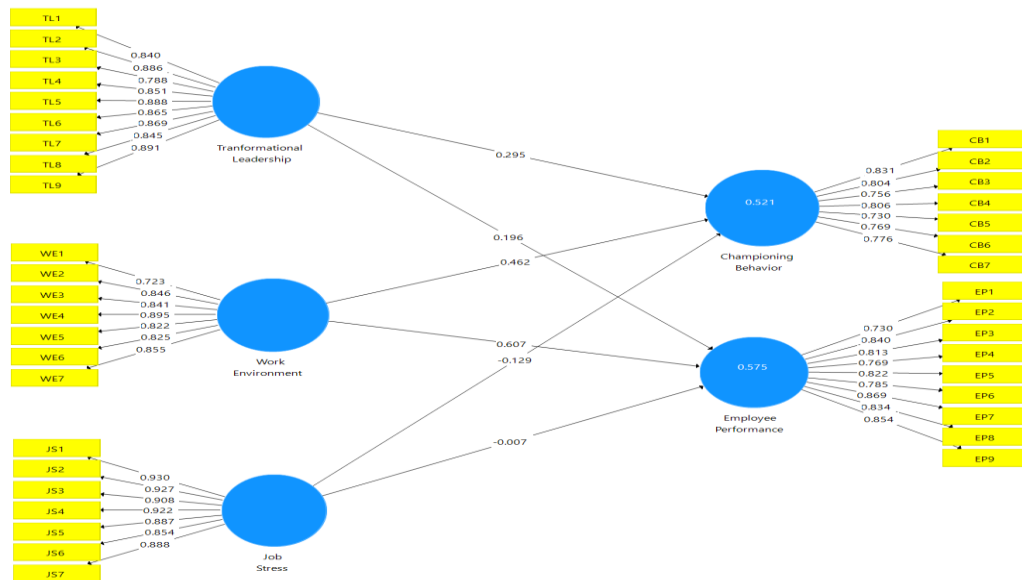 TL1
TL2
TL3
TL4
TL5
TL6
TL7
TL8
TL9
0.840
0.886
0.788
0.851
0.888
0.865
0.869
0.845
0.891
Tranformational
Leadership
WE1
WE2
WE3
WE4
WE5
WE6
WE7
0.723
0.846
0.841
0.895
0.822
0.825
0.855
Work
Environment
JS1
JS2
JS3
JS4
JS5
JS6
JS7
0.930
0.927
0.908
0.922
0.887
0.854
0.888
Job
Stress
0.295
0.196
0.462
0.607
-0.129
-0.007
0.521
Championing
Behavior
0.831
0.804
0.756
0.806
0.730
0.769
0.776
CB1
CB2
CB3
CB4
CB5
CB6
CB7
0.575
Employee
Performance
0.730
0.840
0.813
0.769
0.822
0.785
0.869
0.834
0.854
EP1
EP2
EP3
EP4
EP5
EP6
EP7
EP8
EP9